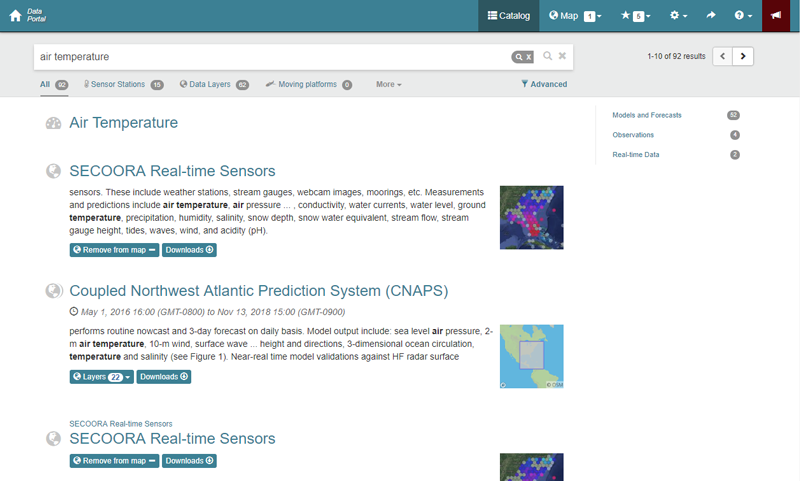 Data
Portal
Catalog
Map 1
5
?
air temperature
x
1-10 of 92 results
All 92
Sensor Stations 15
Data Layers 62
Moving platforms 0
More
Advanced
Air Temperature
Models and Forecasts 52
Observations 4
Real-time Data 2
SECOORA Real-time Sensors
sensors. These include weather stations, stream gauges, webcam images, moorings, etc. Measurements
and predictions include air temperature, air pressure ... , conductivity, water currents, water level, ground
temperature, precipitation, humidity, salinity, snow depth, snow water equivalent, stream flow, stream
gauge height, tides, waves, wind, and acidity (pH).
Remove from map
Downloads
Coupled Northwest Atlantic Prediction System (CNAPS)
May 1, 2016 16:00 (GMT-0800) to Nov 13, 2018 15:00 (GMT-0900)
performs routine nowcast and 3-day forecast on daily basis. Model output include: sea level air pressure, 2-
m air temperature, 10-m wind, surface wave ... height and directions, 3-dimensional ocean circulation,
temperature and salinity (see Figure 1). Near-real time model validations against HF radar surface
© OSM
Layers 22
Downloads
SECOORA Real-time Sensors
SECOORA Real-time Sensors
Remove from map
Downloads